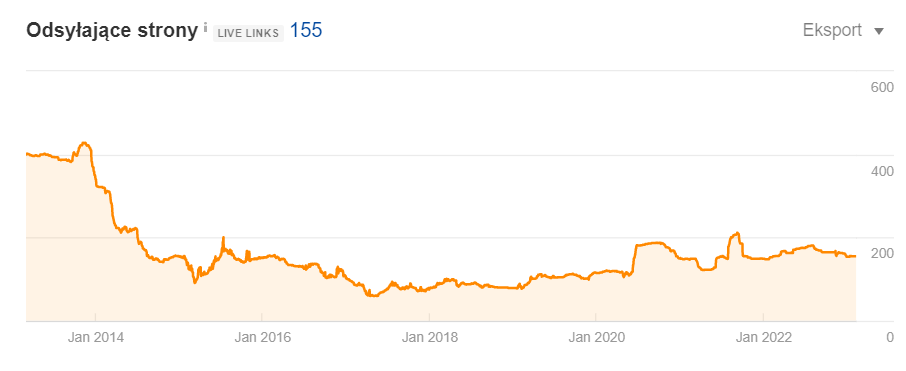 Odsyłające strony i LIVE LINKS 155 Eksport
600
400
200
Jan 2014 Jan 2016 Jan 2018 Jan 2020 Jan 2022 0